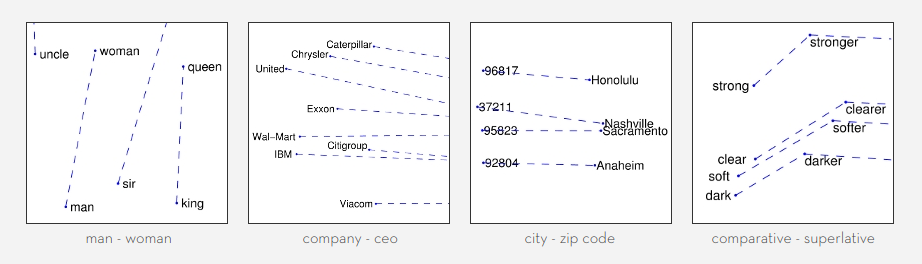 uncle
woman
queen
sir
man
king
man - woman
Caterpillar
Chrysler
United
Exxon
Wal-Mart
Citigroup
IBM
Viacom
company - ceo
96817
Honolulu
37211
Nashville
95823
Sacramento
92804
Anaheim
city - zip code
stronger
strong
clearer
softer
clear
darker
soft
dark
comparative - superlative